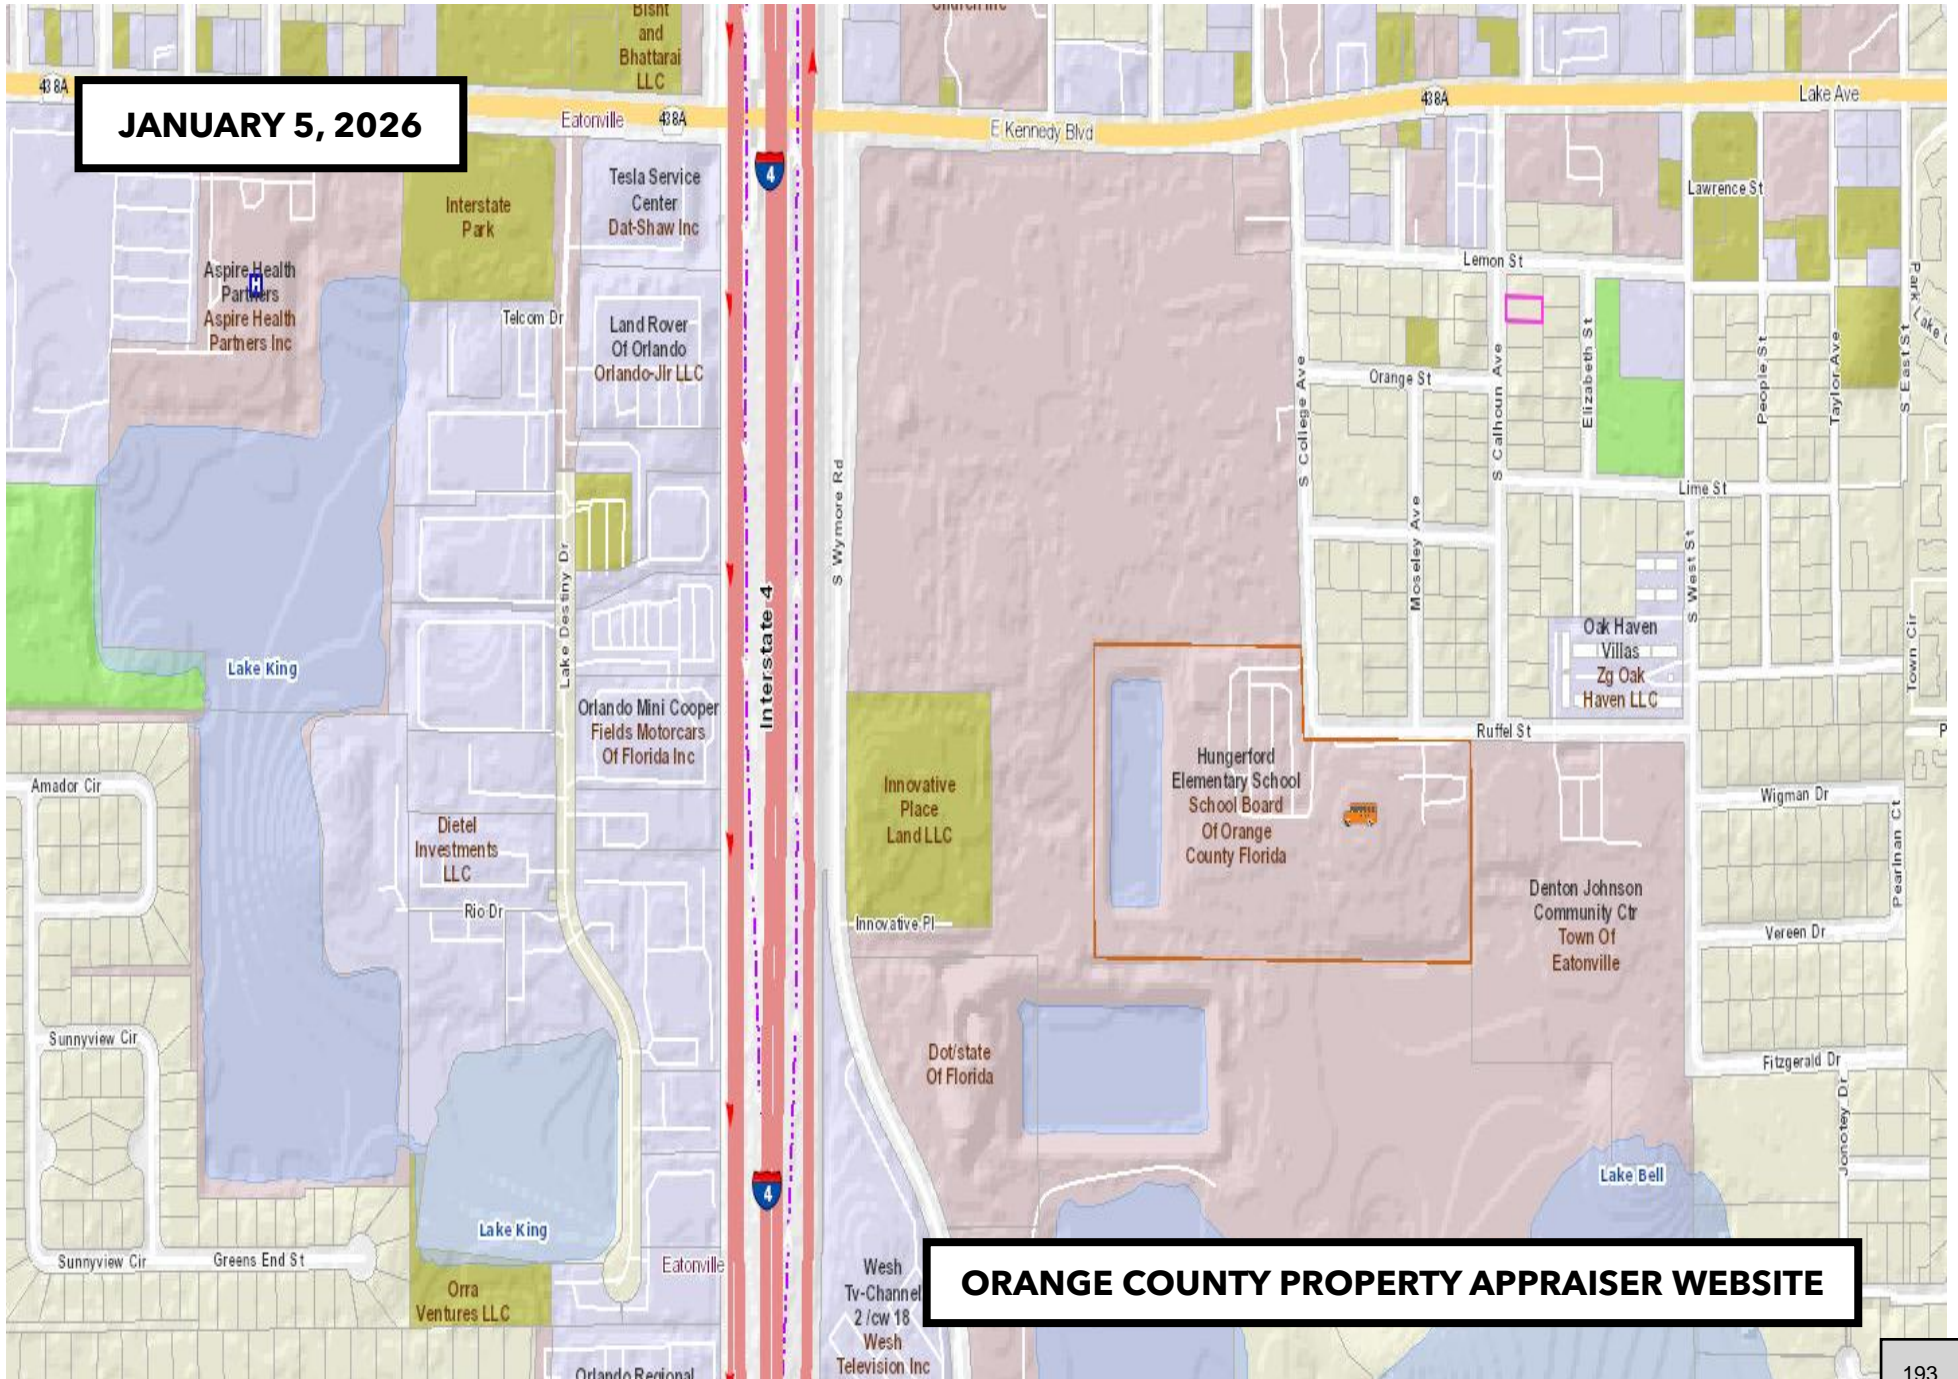 Bisht
and
Bhattarai
LLC
Church Inc
438A
JANUARY 5, 2026
Eatonville
438A
E Kennedy Blvd
438A
Lake Ave
4
Tesla Service
Center
Dat-Shaw Inc
Interstate
Park
Lawrence St
Aspire Health
Partners
Aspire Health
Partners Inc
H
Lemon St
Telcom Dr
Land Rover
Of Orlando
Orlando-Jlr LLC
Park Lake
Orange St
S College Ave
S Calhoun Ave
Elizabeth St
People St
Taylor Ave
S East St
S Wymore Rd
Lime St
Moseley Ave
S West St
Lake Destiny Dr
Interstate 4
Lake King
Oak Haven
Villas
Zg Oak
Haven LLC
Town Cir
Orlando Mini Cooper
Fields Motorcars
Of Florida Inc
Ruffel St
P
Hungerford
Elementary School
School Board
Of Orange
County Florida
Innovative
Place
Land LLC
Amador Cir
Wigman Dr
Dietel
Investments
LLC
Denton Johnson
Community Ctr
Town Of
Eatonville
Rio Dr
Innovative Pl
Vereen Dr
Sunnyview Cir
Dot/state
Of Florida
Fitzgerald Dr
Jonotey Dr
Lake Bell
4
Lake King
Sunnyview Cir
Greens End St
Eatonville
Orra
Ventures LLC
Wesh
Tv-Channel
2 /cw 18
Wesh
Television Inc
ORANGE COUNTY PROPERTY APPRAISER WEBSITE
Orlando Regional
193